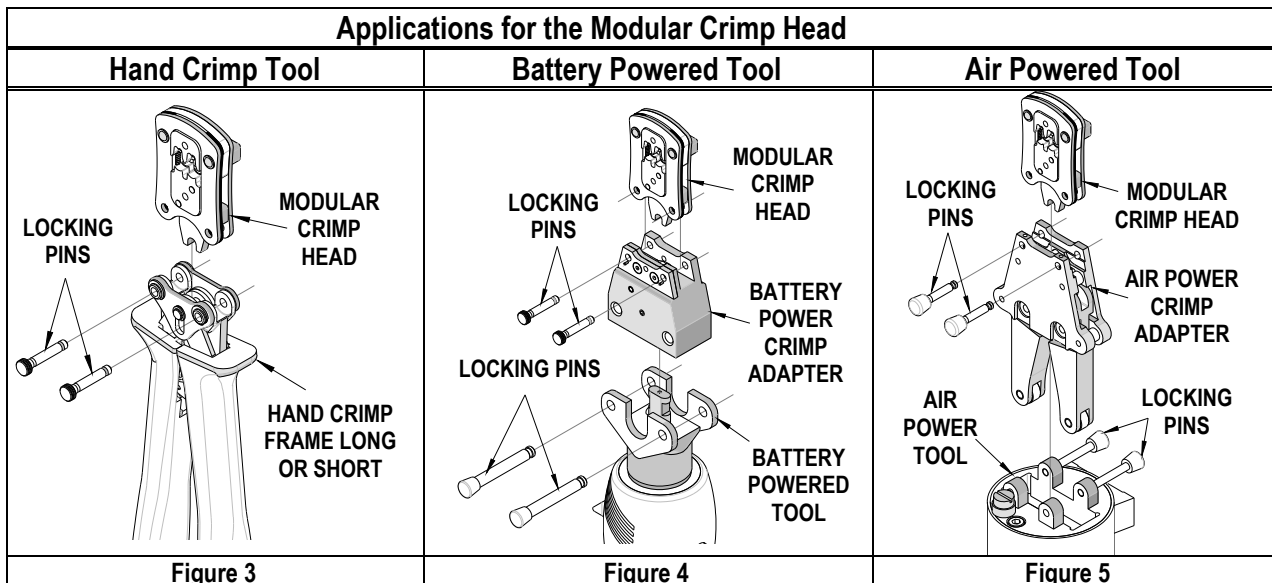 Applications for the Modular Crimp Head
Hand Crimp Tool
Battery Powered Tool
Air Powered Tool
MODULAR
CRIMP
HEAD
LOCKING
PINS
HAND CRIMP
FRAME LONG
OR SHORT
MODULAR
CRIMP
HEAD
LOCKING
PINS
BATTERY
POWER
CRIMP
ADAPTER
LOCKING PINS
BATTERY
POWERED
TOOL
LOCKING
PINS
MODULAR
CRIMP HEAD
AIR POWER
CRIMP
ADAPTER
AIR
POWER
TOOL
LOCKING
PINS
Figure 3
Figure 4
Figure 5